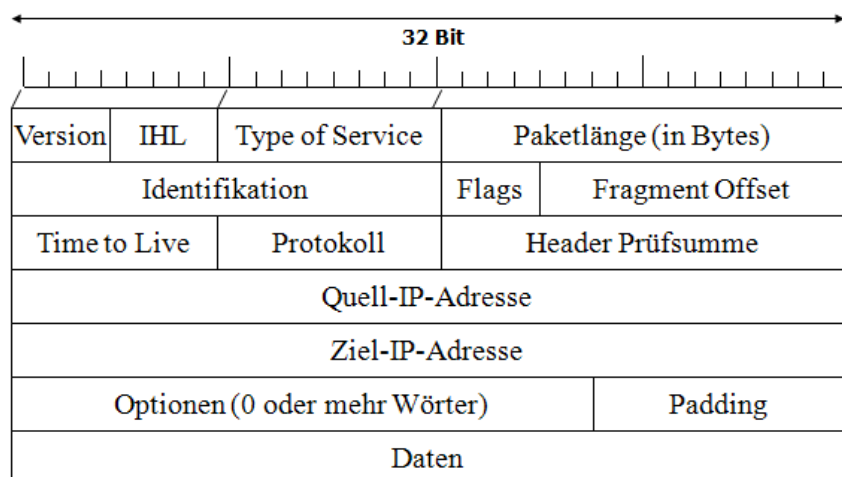 32 Bit
Version IHL Type of Service Paketlänge (in Bytes)
Identifikation Flags Fragment Offset
Time to Live Protokoll Header Prüfsumme
Quell-IP-Adresse
Ziel-IP-Adresse
Optionen (0 oder mehr Wörter) Padding
Daten